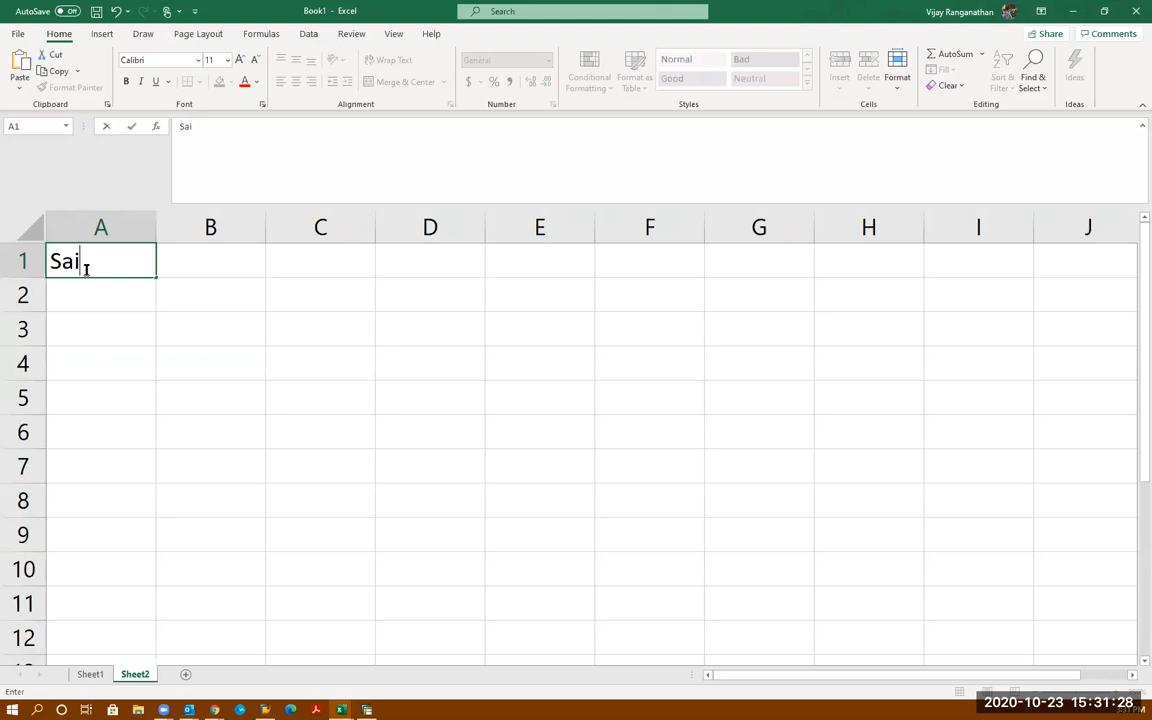 AutoSave Off Book1 - Excel Search Vijay Ranganathan
File Home Insert Draw Page Layout Formulas Data Review View Help Share Comments
Paste Cut Copy Format Painter Calibri 11 Wrap Text General Conditional Formatting Format as Table Normal Bad Insert Delete Format AutoSum Fill Clear Sort & Filter Find & Select Ideas
B I U A Merge & Center $ % , Good Neutral
Clipboard Font Alignment Number Styles Cells Editing Ideas
A1 fx Sai
A B C D E F G H I J
1 Sai
2
3
4
5
6
7
8
9
10
11
12
Sheet1 Sheet2
Enter
2020-10-23 15:31:28